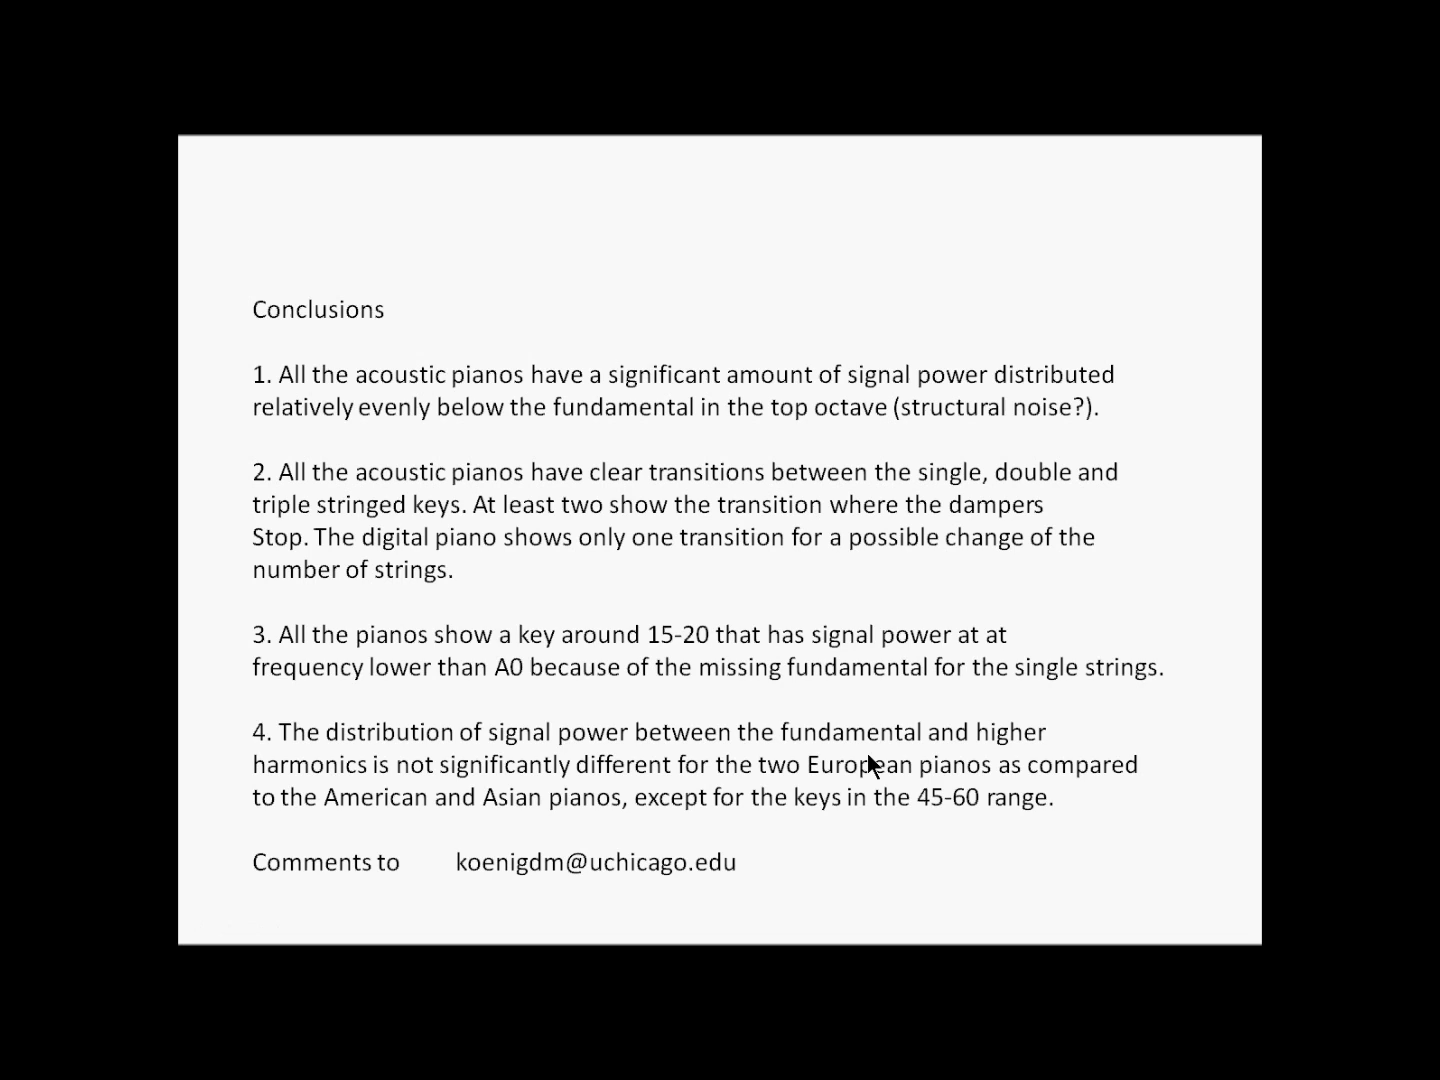 Conclusions
1. All the acoustic pianos have a significant amount of signal power distributed
relatively evenly below the fundamental in the top octave (structural noise?).
2. All the acoustic pianos have clear transitions between the single, double and
triple stringed keys. At least two show the transition where the dampers
Stop. The digital piano shows only one transition for a possible change of the
number of strings.
3. All the pianos show a key around 15-20 that has signal power at at
frequency lower than A0 because of the missing fundamental for the single strings.
4. The distribution of signal power between the fundamental and higher
harmonics is not significantly different for the two European pianos as compared
to the American and Asian pianos, except for the keys in the 45-60 range.
Comments to koenigdm@uchicago.edu